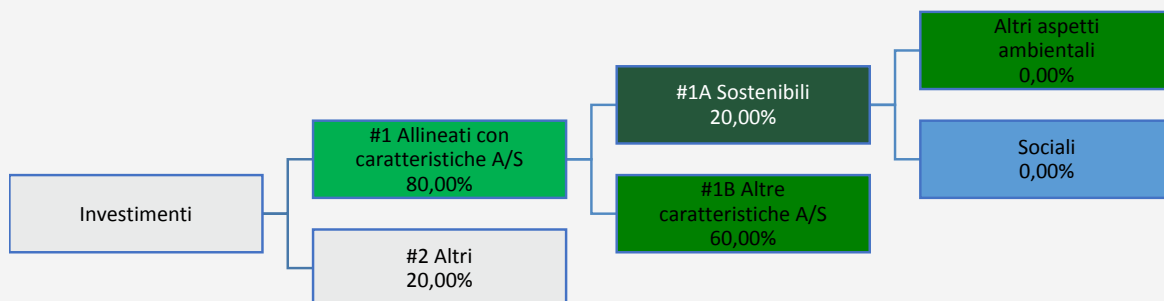 Investimenti
#1 Allineati con
caratteristiche A/S
80,00%
#2 Altri
20,00%
#1A Sostenibili
20,00%
#1B Altre
caratteristiche A/S
60,00%
Altri aspetti
ambientali
0,00%
Sociali
0,00%